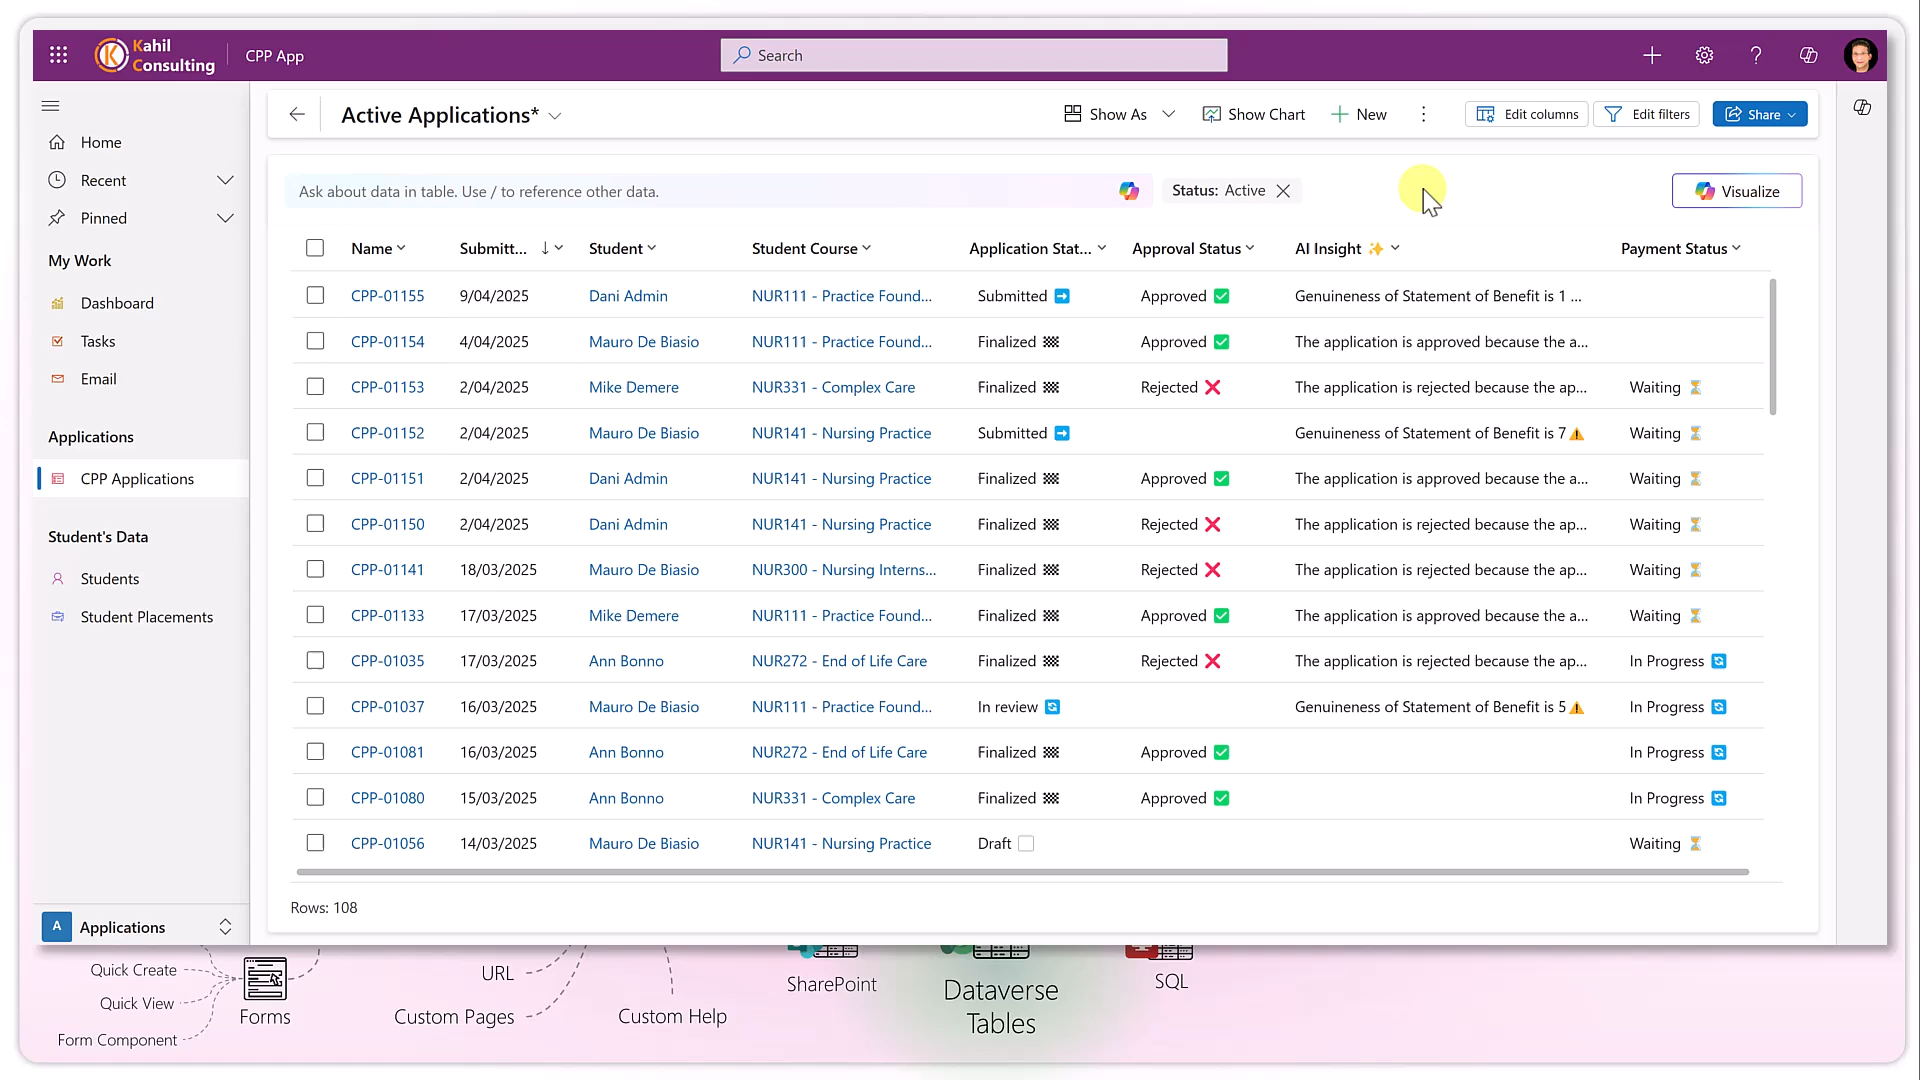 Kahil
Consulting
CPP App
Search
Home
Recent
Pinned
My Work
Dashboard
Tasks
Email
Applications
CPP Applications
Student's Data
Students
Student Placements
A Applications
Active Applications*
Show As
Show Chart
New
Edit columns
Edit filters
Share
Ask about data in table. Use / to reference other data.
Status: Active
Visualize
Name Submitt... Student Student Course Application Stat... Approval Status AI Insight ✨ Payment Status
CPP-01155 9/04/2025 Dani Admin NUR111 - Practice Found... Submitted ➡️ Approved ✅ Genuineness of Statement of Benefit is 1 ...
CPP-01154 4/04/2025 Mauro De Biasio NUR111 - Practice Found... Finalized 🏁 Approved ✅ The application is approved because the a...
CPP-01153 2/04/2025 Mike Demere NUR331 - Complex Care Finalized 🏁 Rejected ❌ The application is rejected because the ap... Waiting ⏳
CPP-01152 2/04/2025 Mauro De Biasio NUR141 - Nursing Practice Submitted ➡️ Genuineness of Statement of Benefit is 7⚠️ Waiting ⏳
CPP-01151 2/04/2025 Dani Admin NUR141 - Nursing Practice Finalized 🏁 Approved ✅ The application is approved because the a... Waiting ⏳
CPP-01150 2/04/2025 Dani Admin NUR141 - Nursing Practice Finalized 🏁 Rejected ❌ The application is rejected because the ap... Waiting ⏳
CPP-01141 18/03/2025 Mauro De Biasio NUR300 - Nursing Interns... Finalized 🏁 Rejected ❌ The application is rejected because the ap... Waiting ⏳
CPP-01133 17/03/2025 Mike Demere NUR111 - Practice Found... Finalized 🏁 Approved ✅ The application is approved because the a... Waiting ⏳
CPP-01035 17/03/2025 Ann Bonno NUR272 - End of Life Care Finalized 🏁 Rejected ❌ The application is rejected because the ap... In Progress 🔄
CPP-01037 16/03/2025 Mauro De Biasio NUR111 - Practice Found... In review 🔄 Genuineness of Statement of Benefit is 5⚠️ In Progress 🔄
CPP-01081 16/03/2025 Ann Bonno NUR272 - End of Life Care Finalized 🏁 Approved ✅ In Progress 🔄
CPP-01080 15/03/2025 Ann Bonno NUR331 - Complex Care Finalized 🏁 Approved ✅ In Progress 🔄
CPP-01056 14/03/2025 Mauro De Biasio NUR141 - Nursing Practice Draft Waiting ⏳
Rows: 108
Quick Create
Quick View
Form Component
Forms
URL
Custom Pages
Custom Help
SharePoint
Dataverse
Tables
SQL